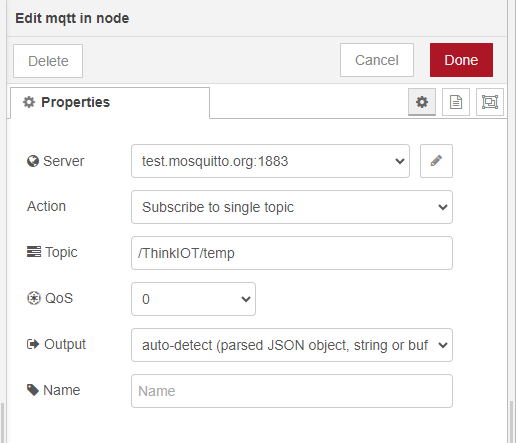 Edit mqtt in node
Delete
Cancel
Done
Properties
Server
test.mosquitto.org:1883
Action
Subscribe to single topic
Topic
/ThinkIOT/temp
QoS
0
Output
auto-detect (parsed JSON object, string or buf
Name
Name